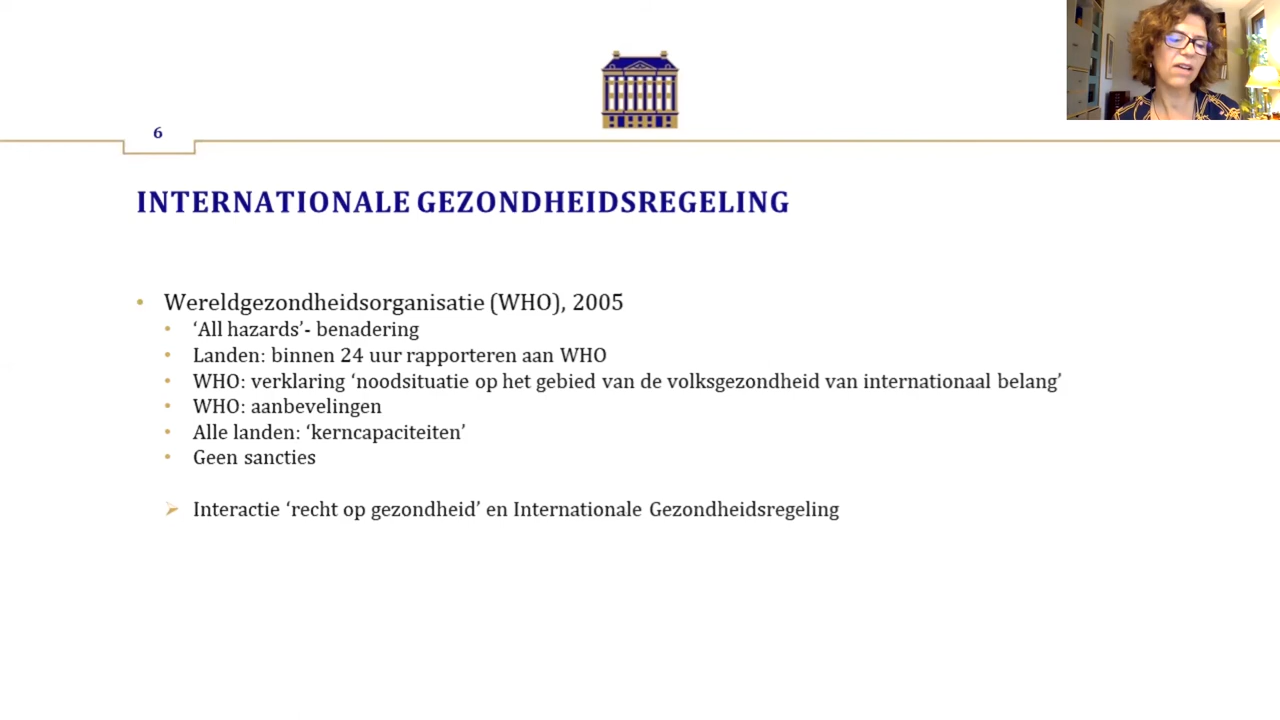 6
INTERNATIONALE GEZONDHEIDSREGELING
• Wereldgezondheidsorganisatie (WHO), 2005
• ‘All hazards’- benadering
• Landen: binnen 24 uur rapporteren aan WHO
• WHO: verklaring ‘noodsituatie op het gebied van de volksgezondheid van internationaal belang’
• WHO: aanbevelingen
• Alle landen: ‘kerncapaciteiten’
• Geen sancties
➢ Interactie ‘recht op gezondheid’ en Internationale Gezondheidsregeling